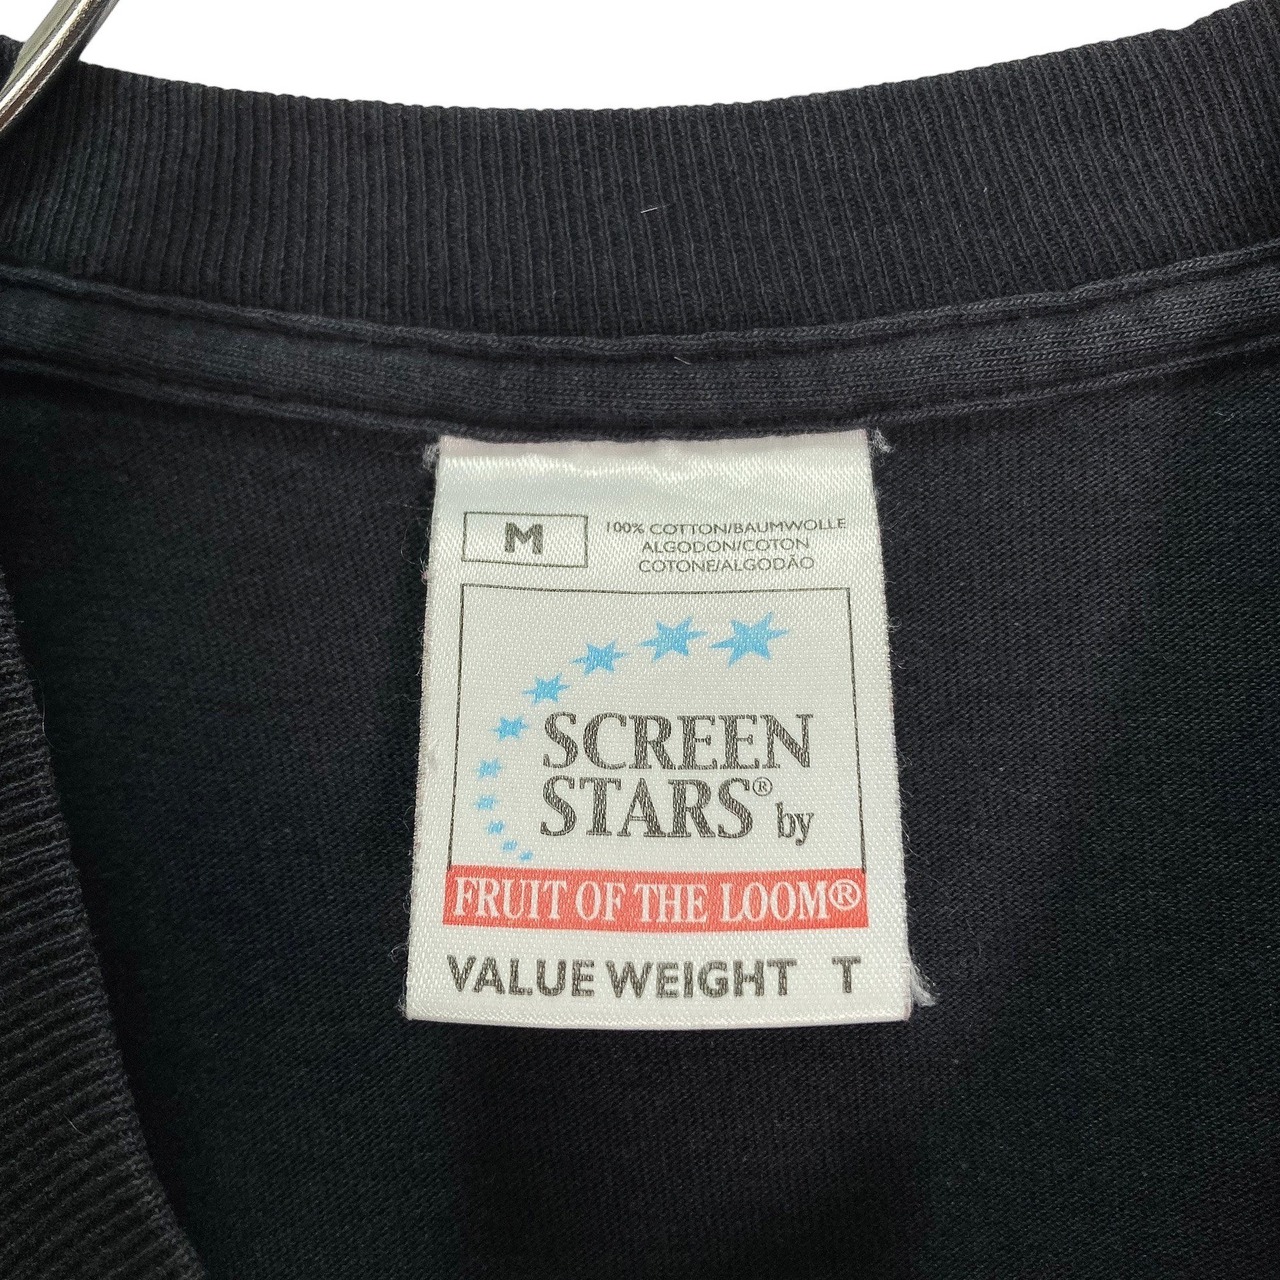 M
100% COTTON/BAUMWOLLE
ALGODON/COTON
COTONE/ALGODÃO
SCREEN
STARS® by
FRUIT OF THE LOOM®
VALUE WEIGHT T